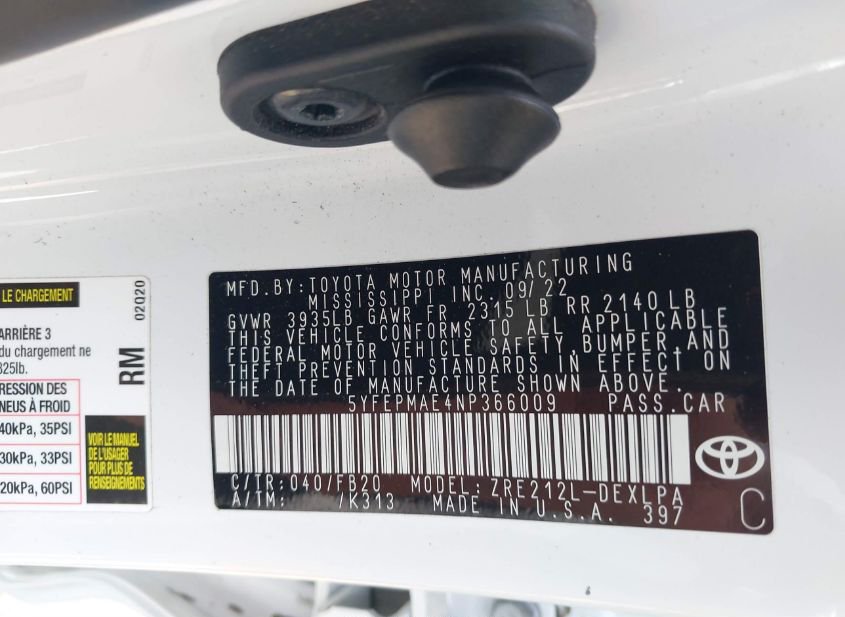 LE CHARGEMENT
02Q20
ARRIÈRE 3
du chargement ne
825lb.
RM
RESSION DES
NEUS À FROID
40kPa, 35PSI
30kPa, 33PSI
20kPa, 60PSI
VOIR LE MANUEL
DE L'USAGER
POUR PLUS DE
RENSEIGNEMENTS
MFD.BY:TOYOTA MOTOR MANUFACTURING
MISSISSIPPI INC. 09/22
GVWR 3935LB GAWR FR 2315 LB RR 2140 LB
THIS VEHICLE CONFORMS TO ALL APPLICABLE
FEDERAL MOTOR VEHICLE SAFETY, BUMPER, AND
THEFT PREVENTION STANDARDS IN EFFECT ON
THE DATE OF MANUFACTURE SHOWN ABOVE.
5YFEPMAE4NP366009 PASS.CAR
C/TR:040/FB20 MODEL:ZRE212L-DEXLPA
A/TM: /K313 MADE IN U.S.A. 397
C